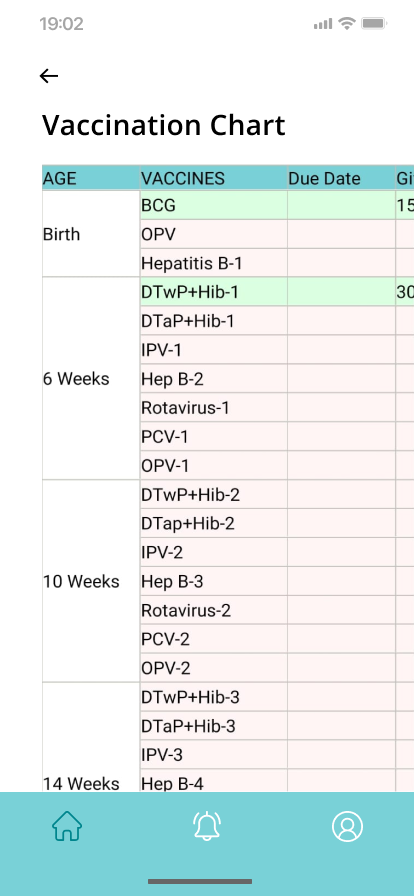 19:02
Vaccination Chart
AGE VACCINES Due Date Gi
BCG 15
Birth OPV
Hepatitis B-1
DTwP+Hib-1 30
DTaP+Hib-1
IPV-1
6 Weeks Hep B-2
Rotavirus-1
PCV-1
OPV-1
DTwP+Hib-2
DTap+Hib-2
IPV-2
10 Weeks Hep B-3
Rotavirus-2
PCV-2
OPV-2
DTwP+Hib-3
DTaP+Hib-3
IPV-3
14 Weeks Hep B-4